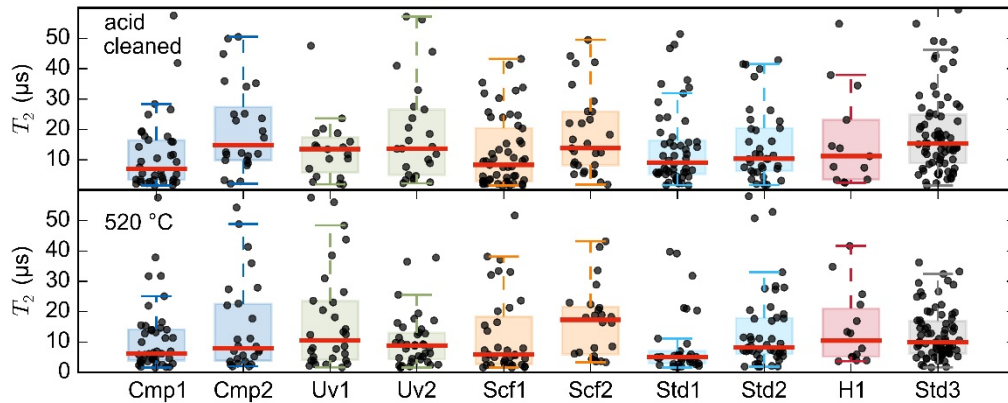 acid
cleaned
50
40
30
20
10
T₂ (µs)
520 °C
50
40
30
20
10
0
T₂ (µs)
Cmp1 Cmp2 Uv1 Uv2 Scf1 Scf2 Std1 Std2 H1 Std3